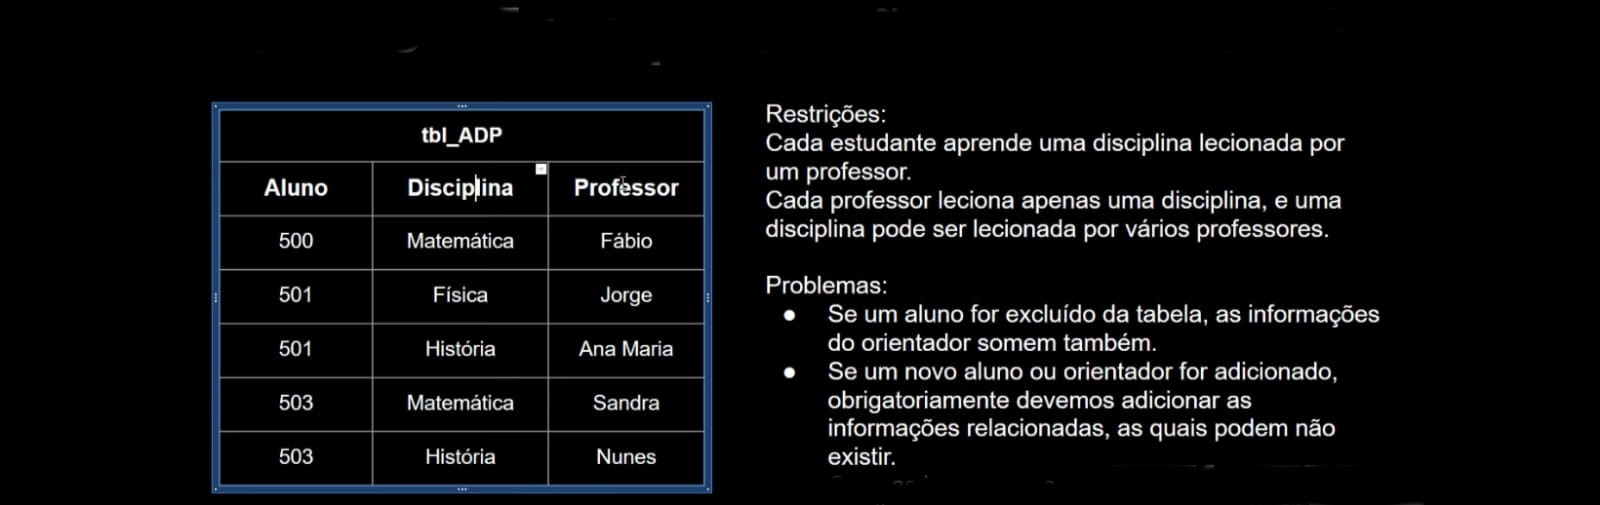 tbl_ADP
Aluno Disciplina Professor
500 Matemática Fábio
501 Física Jorge
501 História Ana Maria
503 Matemática Sandra
503 História Nunes
Restrições:
Cada estudante aprende uma disciplina lecionada por
um professor.
Cada professor leciona apenas uma disciplina, e uma
disciplina pode ser lecionada por vários professores.
Problemas:
● Se um aluno for excluído da tabela, as informações
do orientador somem também.
● Se um novo aluno ou orientador for adicionado,
obrigatoriamente devemos adicionar as
informações relacionadas, as quais podem não
existir.